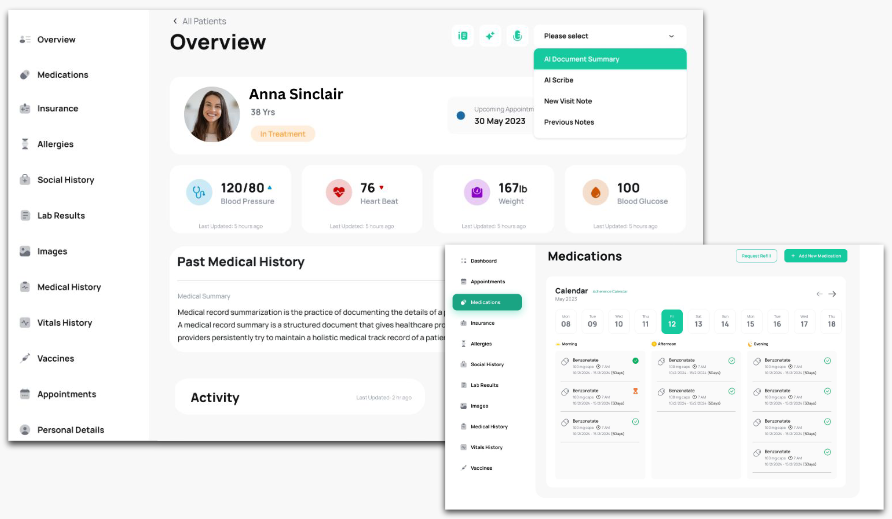 All Patients
Overview
Please select
AI Document Summary
AI Scribe
New Visit Note
Previous Notes
Overview
Medications
Insurance
Allergies
Social History
Lab Results
Images
Medical History
Vitals History
Vaccines
Appointments
Personal Details
Anna Sinclair
38 Yrs
In Treatment
Upcoming Appointm
30 May 2023
120/80
Blood Pressure
Last Updated: 5 hours ago
76
Heart Beat
Last Updated: 5 hours ago
167lb
Weight
Last Updated: 5 hours ago
100
Blood Glucose
Last Updated: 5 hours ago
Past Medical History
Medical Summary
Medical record summarization is the practice of documenting the details of a p
A medical record summary is a structured document that gives healthcare pro
providers persistently try to maintain a holistic medical track record of a patie
Activity
Last Updated: 2 hr ago
Dashboard
Appointments
Medications
Insurance
Allergies
Social History
Lab Results
Images
Medical History
Vitals History
Vaccines
Medications
Request Refill
+ Add New Medication
Calendar
May 2023
Mon Tue Wed Thu Fri Sat Sun Mon Tue Wed Thu
08 09 10 11 12 13 14 15 16 17 18
Morning
Benzonatate
Benzonatate
Benzonatate
Afternoon
Benzonatate
Benzonatate
Evening
Benzonatate
Benzonatate
Benzonatate
Benzonatate